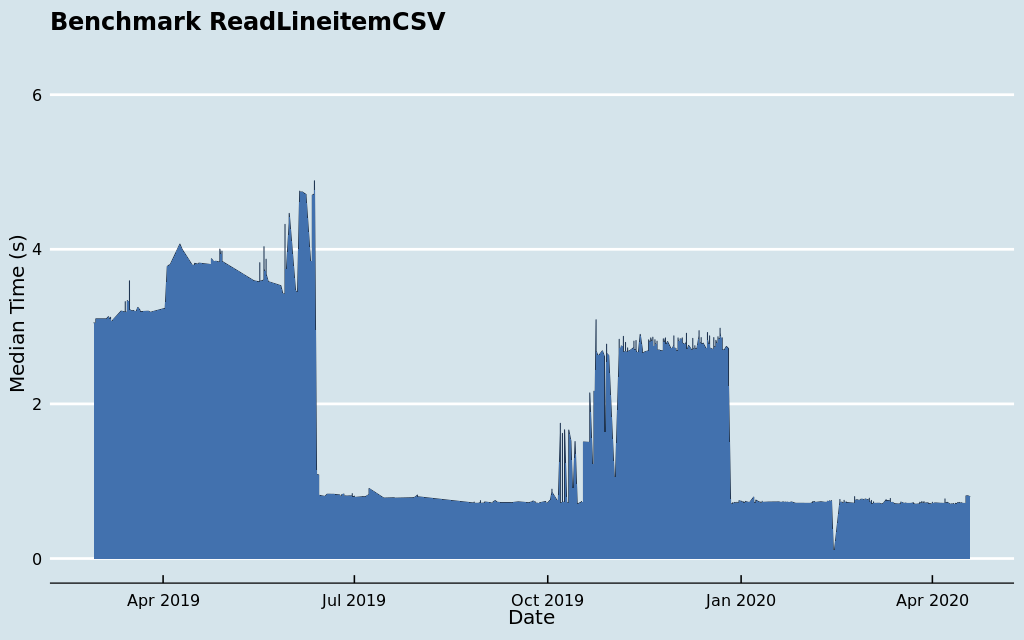 Benchmark ReadLineitemCSV
Median Time (s)
6
4
2
0
Apr 2019
Jul 2019
Oct 2019
Jan 2020
Apr 2020
Date